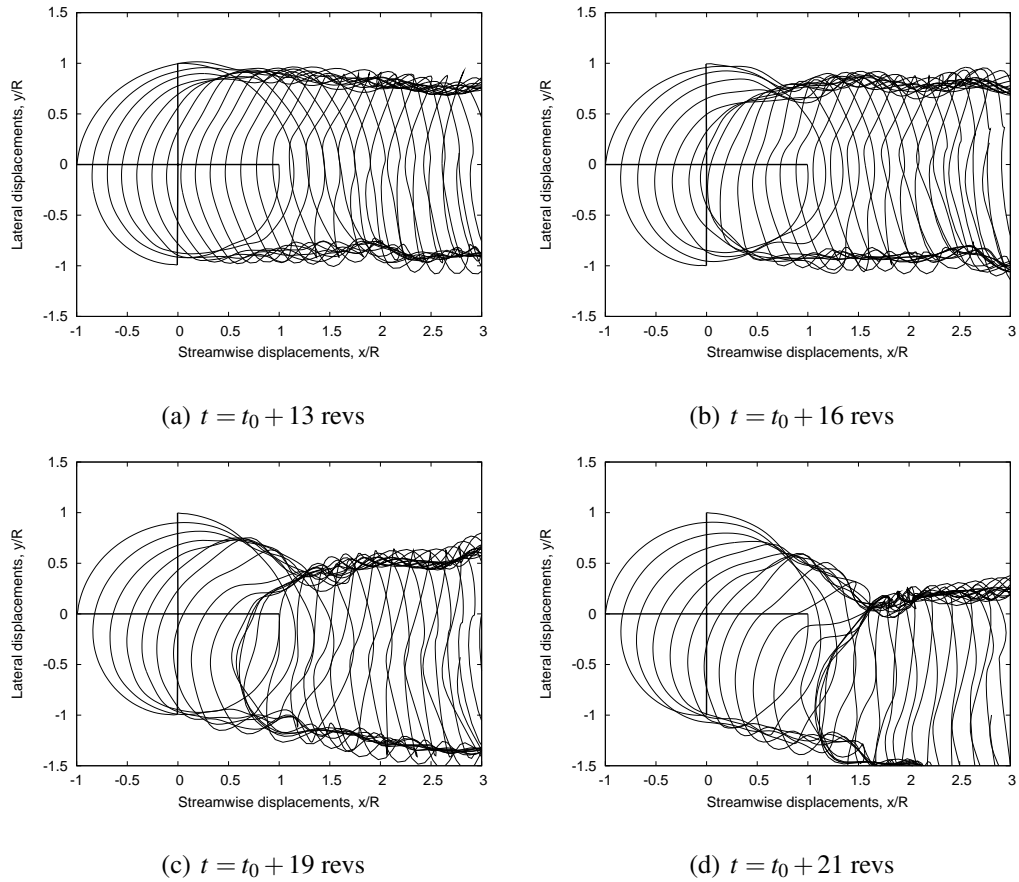 1.5
1
0.5
0
-0.5
-1
-1.5
Lateral displacements, y/R
-1 -0.5 0 0.5 1 1.5 2 2.5 3
Streamwise displacements, x/R
(a) t = t₀ + 13 revs
1.5
1
0.5
0
-0.5
-1
-1.5
Lateral displacements, y/R
-1 -0.5 0 0.5 1 1.5 2 2.5 3
Streamwise displacements, x/R
(b) t = t₀ + 16 revs
1.5
1
0.5
0
-0.5
-1
-1.5
Lateral displacements, y/R
-1 -0.5 0 0.5 1 1.5 2 2.5 3
Streamwise displacements, x/R
(c) t = t₀ + 19 revs
1.5
1
0.5
0
-0.5
-1
-1.5
Lateral displacements, y/R
-1 -0.5 0 0.5 1 1.5 2 2.5 3
Streamwise displacements, x/R
(d) t = t₀ + 21 revs